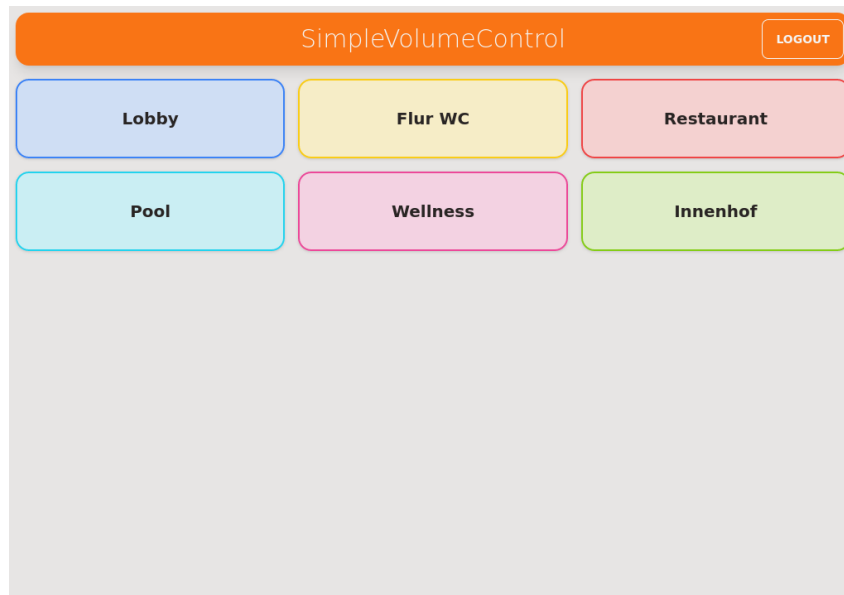 SimpleVolumeControl
LOGOUT
Lobby
Flur WC
Restaurant
Pool
Wellness
Innenhof